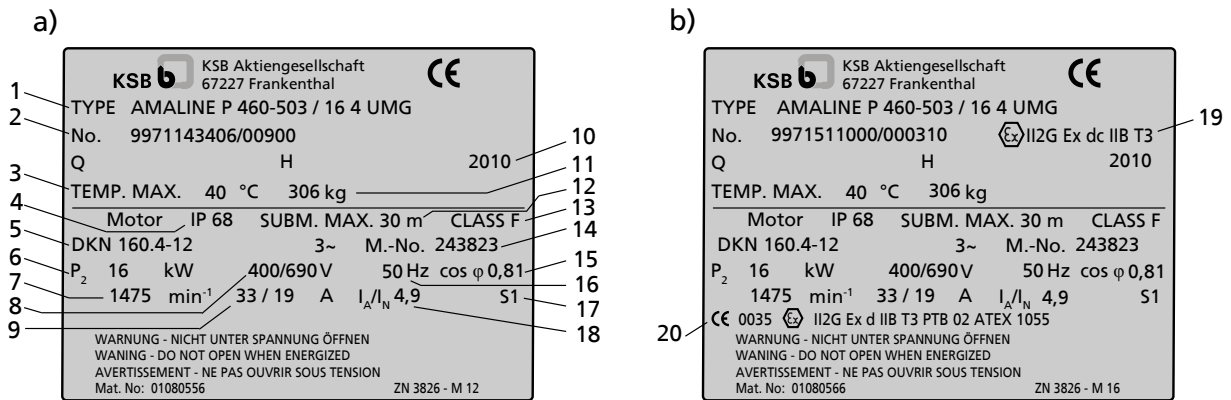 a)
KSB b KSB Aktiengesellschaft
67227 Frankenthal
CE
TYPE AMALINE P 460-503 / 16 4 UMG
No. 9971143406/00900
Q H 2010
TEMP. MAX. 40 °C 306 kg
Motor IP 68 SUBM. MAX. 30 m CLASS F
DKN 160.4-12 3~ M.-No. 243823
P2 16 kW 400/690 V 50 Hz cos φ 0,81
1475 min-1 33 / 19 A IA/IN 4,9 S1
WARNUNG - NICHT UNTER SPANNUNG ÖFFNEN
WANING - DO NOT OPEN WHEN ENERGIZED
AVERTISSEMENT - NE PAS OUVRIR SOUS TENSION
Mat. No: 01080556 ZN 3826 - M 12
1
2
3
4
5
6
7
8
9
10
11
12
13
14
15
16
17
18
b)
KSB b KSB Aktiengesellschaft
67227 Frankenthal
CE
TYPE AMALINE P 460-503 / 16 4 UMG
No. 9971511000/000310 Ex II2G Ex dc IIB T3
Q H 2010
TEMP. MAX. 40 °C 306 kg
Motor IP 68 SUBM. MAX. 30 m CLASS F
DKN 160.4-12 3~ M.-No. 243823
P2 16 kW 400/690 V 50 Hz cos φ 0,81
1475 min-1 33 / 19 A IA/IN 4,9 S1
CE 0035 Ex II2G Ex d IIB T3 PTB 02 ATEX 1055
WARNUNG - NICHT UNTER SPANNUNG ÖFFNEN
WANING - DO NOT OPEN WHEN ENERGIZED
AVERTISSEMENT - NE PAS OUVRIR SOUS TENSION
Mat. No: 01080566 ZN 3826 - M 16
19
20